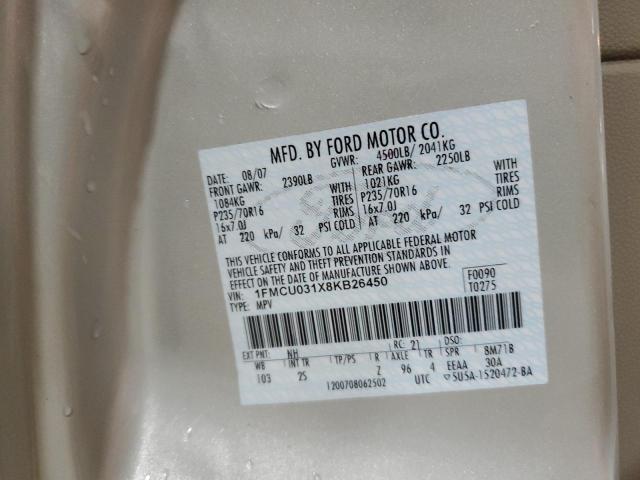 MFD. BY FORD MOTOR CO.
DATE: 08/07 GVWR: 4500LB/ 2041KG
FRONT GAWR: 2390LB REAR GAWR: 2250LB
1084KG WITH 1021KG WITH
P235/70R16 TIRES P235/70R16 TIRES
16x7.0J RIMS 16x7.0J RIMS
AT 220 kPa/ 32 PSI COLD AT 220 kPa/ 32 PSI COLD
THIS VEHICLE CONFORMS TO ALL APPLICABLE FEDERAL MOTOR
VEHICLE SAFETY AND THEFT PREVENTION STANDARDS IN
EFFECT ON THE DATE OF MANUFACTURE SHOWN ABOVE.
VIN: 1FMCU031X8KB26450 F0090
TYPE: MPV T0275
EXT PNT: NH RC: 21 DSO:
WB INT TR TP/PS R AXLE TR SPR BM71B
103 2S Z 96 4 EEAA 30A
1200708062502 UTC 5U5A-1520472-BA